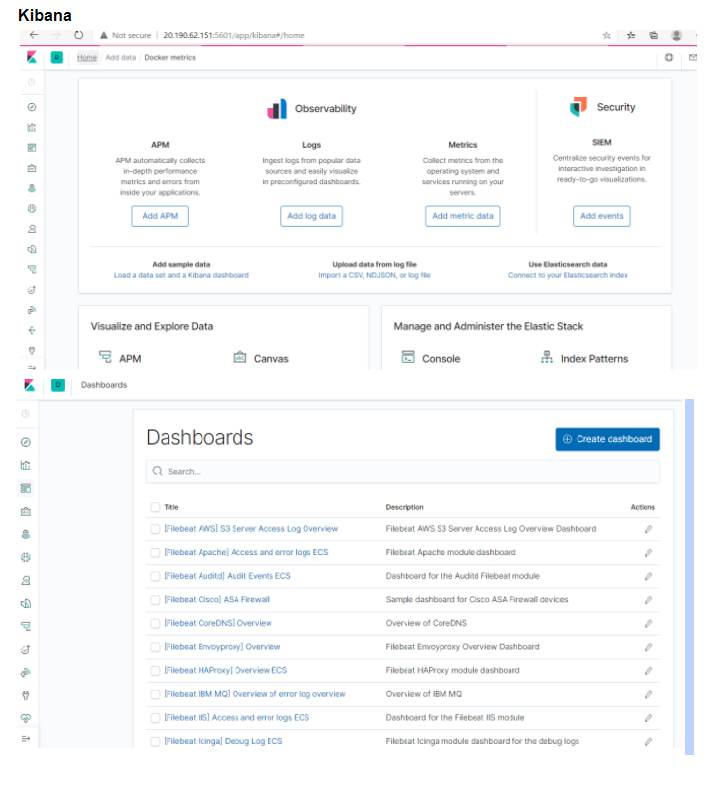 Kibana
Not secure | 20.190.62.151:5601/app/kibana#/home
D Home / Add data / Docker metrics
Observability
Security
APM
Logs
Metrics
SIEM
APM automatically collects
in-depth performance
metrics and errors from
inside your applications.
Ingest logs from popular data
sources and easily visualize
in preconfigured dashboards.
Collect metrics from the
operating system and
services running on your
servers.
Centralize security events for
interactive investigation in
ready-to-go visualizations.
Add APM
Add log data
Add metric data
Add events
Add sample data
Load a data set and a Kibana dashboard
Upload data from log file
Import a CSV, NDJSON, or log file
Use Elasticsearch data
Connect to your Elasticsearch index
Visualize and Explore Data
APM
Canvas
Manage and Administer the Elastic Stack
Console
Index Patterns
D Dashboards
Dashboards
Create dashboard
Search...
Title Description Actions
[Filebeat AWS] S3 Server Access Log Overview Filebeat AWS S3 Server Access Log Overview Dashboard
[Filebeat Apache] Access and error logs ECS Filebeat Apache module dashboard
[Filebeat Auditd] Audit Events ECS Dashboard for the Auditd Filebeat module
[Filebeat Cisco] ASA Firewall Sample dashboard for Cisco ASA Firewall devices
[Filebeat CoreDNS] Overview Overview of CoreDNS
[Filebeat Envoyproxy] Overview Filebeat Envoyproxy Overview Dashboard
[Filebeat HAProxy] Overview ECS Filebeat HAProxy module dashboard
[Filebeat IBM MQ] Overview of error log overview Overview of IBM MQ
[Filebeat IIS] Access and error logs ECS Dashboard for the Filebeat IIS module
[Filebeat Icinga] Debug Log ECS Filebeat Icinga module dashboard for the debug logs